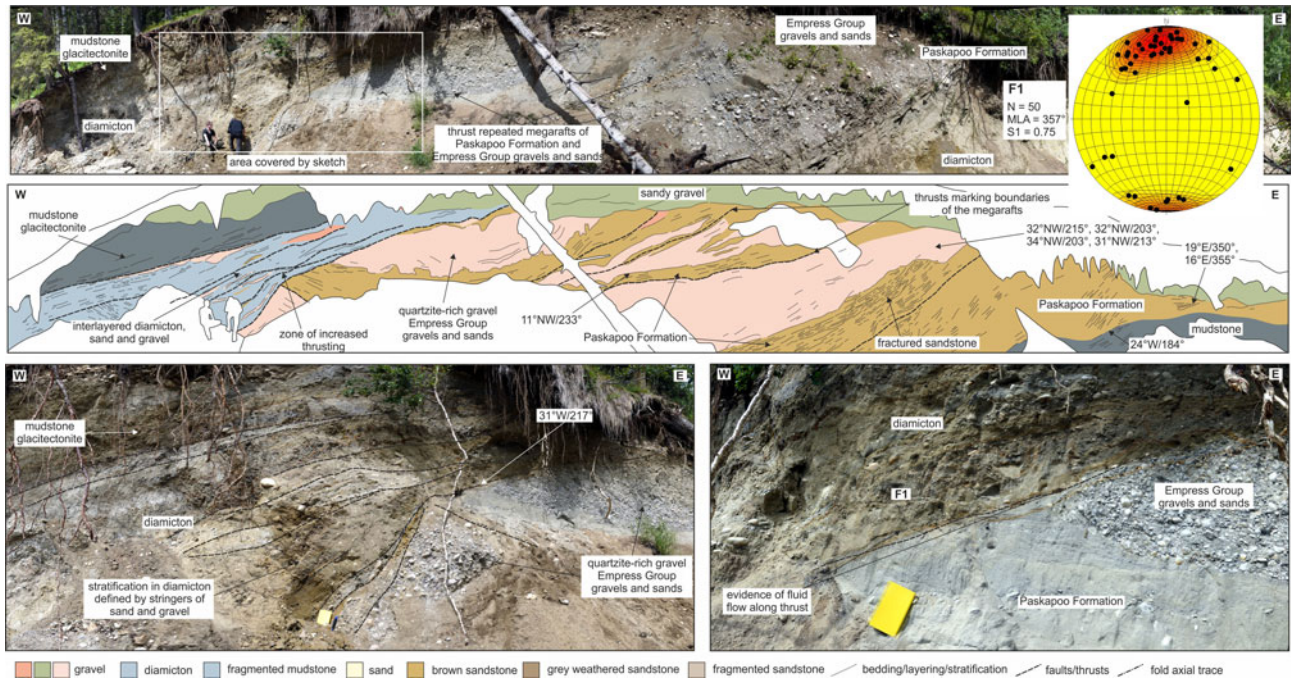 W
E
mudstone
glacitectonite
Empress Group
gravels and sands
Paskapoo Formation
N
F1
N = 50
MLA = 357°
S1 = 0.75
diamicton
area covered by sketch
thrust repeated megarafts of
Paskapoo Formation and
Empress Group gravels and sands
diamicton
W
E
mudstone
glacitectonite
sandy gravel
thrusts marking boundaries
of the megarafts
32°NW/215°, 32°NW/203°,
34°NW/203°, 31°NW/213°
19°E/350°,
16°E/355°
interlayered diamicton,
sand and gravel
zone of increased
thrusting
quartzite-rich gravel
Empress Group
gravels and sands
11°NW/233°
Paskapoo Formation
fractured sandstone
Paskapoo Formation
mudstone
24°W/184°
W
E
mudstone
glacitectonite
31°W/217°
diamicton
stratification in diamicton
defined by stringers of
sand and gravel
quartzite-rich gravel
Empress Group
gravels and sands
W
E
diamicton
F1
Empress Group
gravels and sands
evidence of fluid
flow along thrust
Paskapoo Formation
gravel diamicton fragmented mudstone sand brown sandstone grey weathered sandstone fragmented sandstone bedding/layering/stratification faults/thrusts fold axial trace